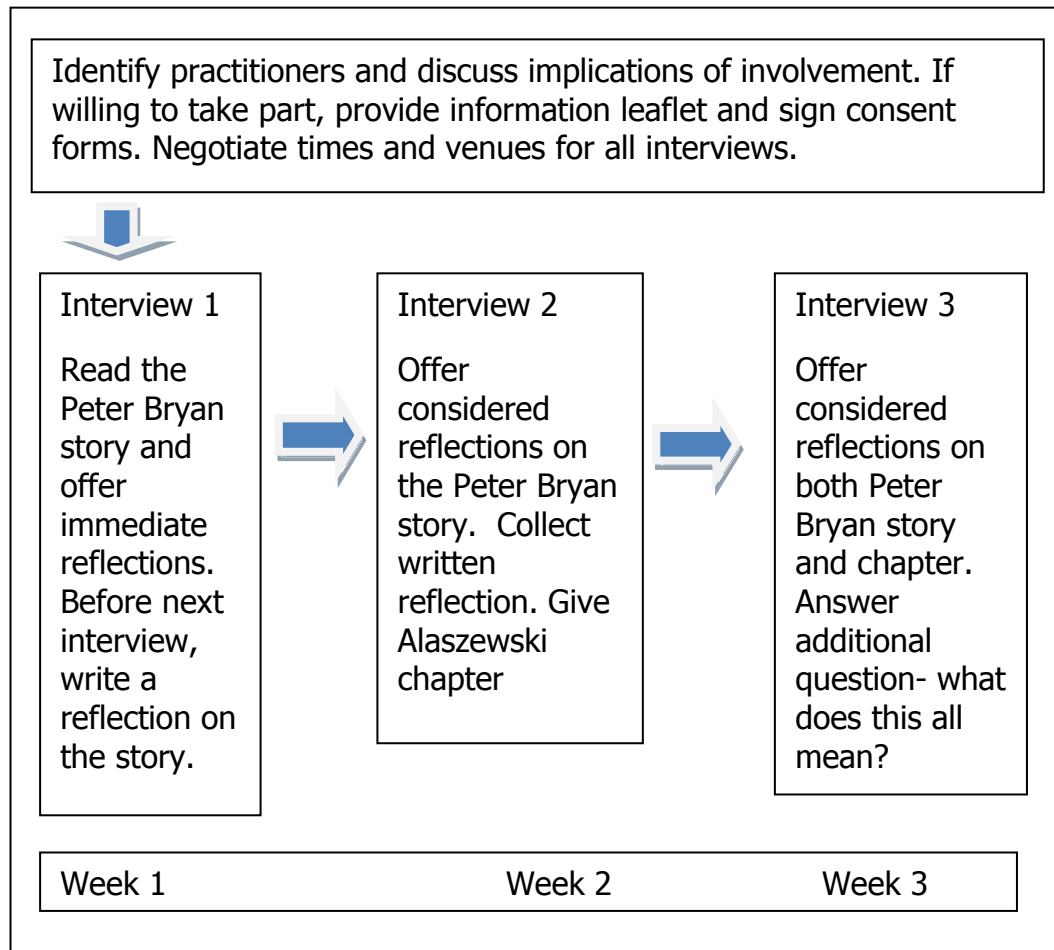 Identify practitioners and discuss implications of involvement. If
willing to take part, provide information leaflet and sign consent
forms. Negotiate times and venues for all interviews.
Interview 1
Read the
Peter Bryan
story and
offer
immediate
reflections.
Before next
interview,
write a
reflection on
the story.
Interview 2
Offer
considered
reflections on
the Peter Bryan
story.  Collect
written
reflection. Give
Alaszewski
chapter
Interview 3
Offer
considered
reflections on
both Peter
Bryan story
and chapter.
Answer
additional
question- what
does this all
mean?
Week 1
Week 2
Week 3